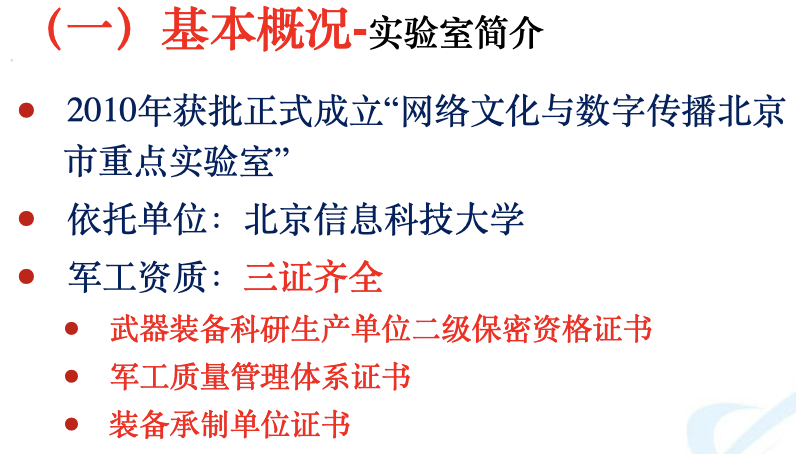 （一）基本概况-实验室简介
2010年获批正式成立“网络文化与数字传播北京
市重点实验室”
依托单位：北京信息科技大学
军工资质：三证齐全
武器装备科研生产单位二级保密资格证书
军工质量管理体系证书
装备承制单位证书